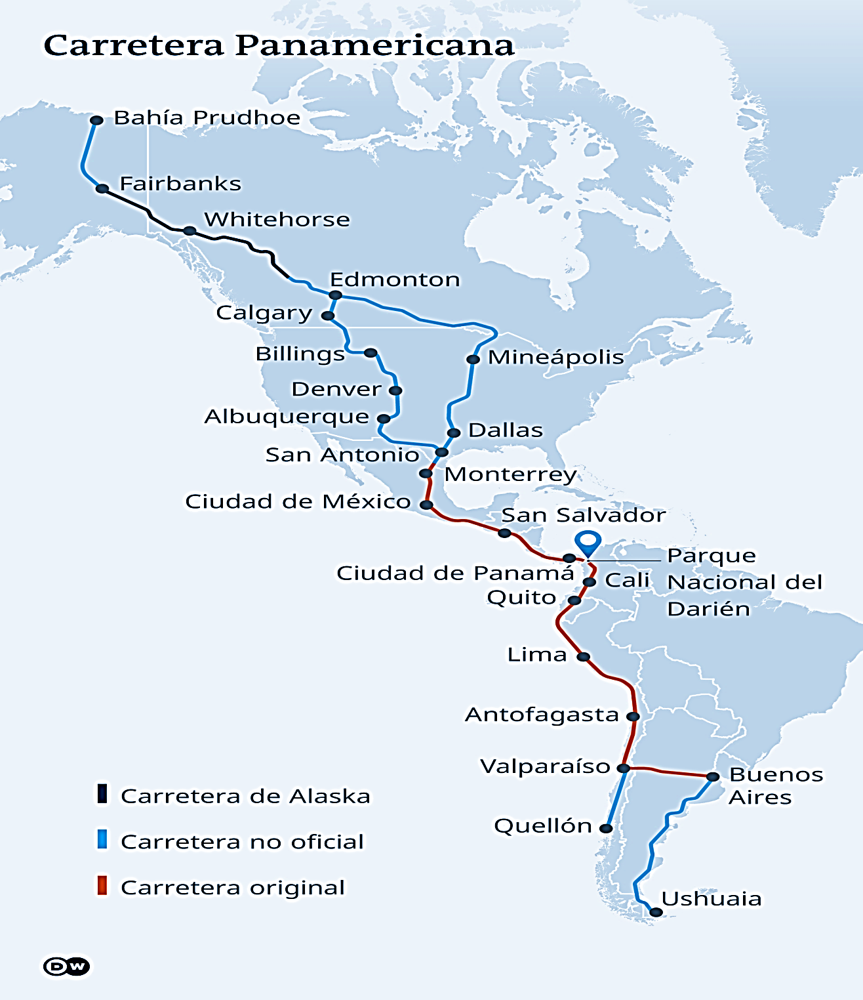 Carretera Panamericana
Bahía Prudhoe
Fairbanks
Whitehorse
Edmonton
Calgary
Billings
Mineápolis
Denver
Albuquerque
Dallas
San Antonio
Monterrey
Ciudad de México
San Salvador
Parque
Nacional del
Darién
Ciudad de Panamá
Cali
Quito
Lima
Antofagasta
Valparaíso
Buenos
Aires
Quellón
Ushuaia
Carretera de Alaska
Carretera no oficial
Carretera original
DW